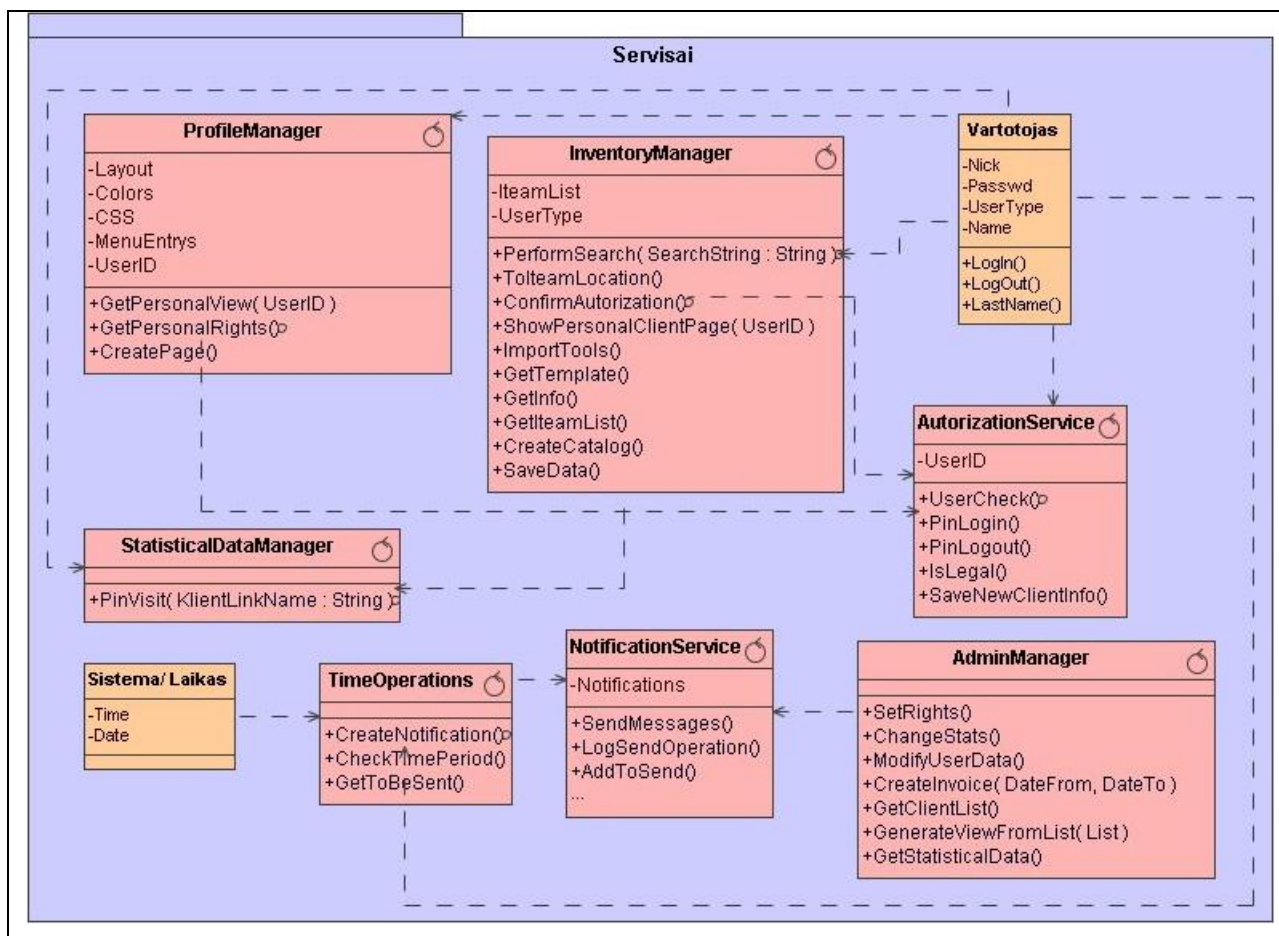 Servisai
ProfileManager
-Layout
-Colors
-CSS
-MenuEntrys
-UserID
+GetPersonalView( UserID )
+GetPersonalRights()
+CreatePage()
InventoryManager
-IteamList
-UserType
+PerformSearch( SearchString : String )
+ToIteamLocation()
+ConfirmAutorization()
+ShowPersonalClientPage( UserID )
+ImportTools()
+GetTemplate()
+GetInfo()
+GetIteamList()
+CreateCatalog()
+SaveData()
Vartotojas
-Nick
-Passwd
-UserType
-Name
+LogIn()
+LogOut()
+LastName()
AutorizationService
-UserID
+UserCheck()
+PinLogin()
+PinLogout()
+IsLegal()
+SaveNewClientInfo()
StatisticalDataManager
+PinVisit( KlientLinkName : String )
Sistema/ Laikas
-Time
-Date
TimeOperations
+CreateNotification()
+CheckTimePeriod()
+GetToBeSent()
NotificationService
-Notifications
+SendMessages()
+LogSendOperation()
+AddToSend()
...
AdminManager
+SetRights()
+ChangeStats()
+ModifyUserData()
+CreateInvoice( DateFrom, DateTo )
+GetClientList()
+GenerateViewFromList( List )
+GetStatisticalData()